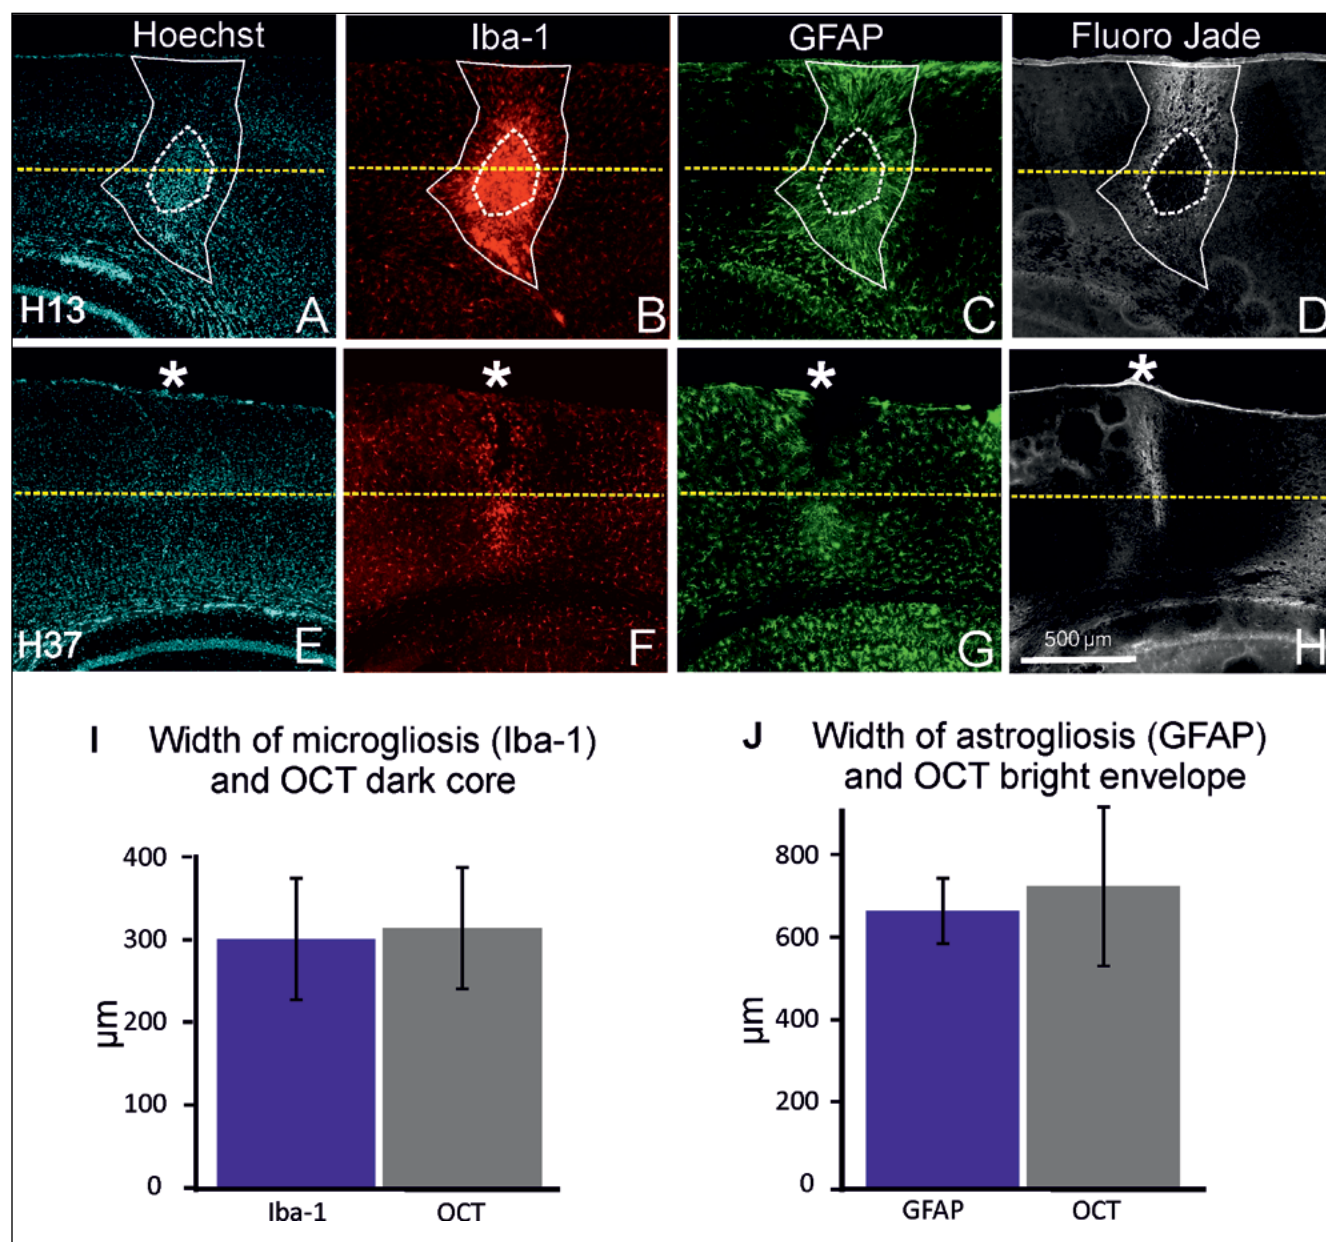 Hoechst
Iba-1
GFAP
Fluoro Jade
H13
A
B
C
D
*
*
*
*
H37
E
F
G
500 µm
H
I Width of microgliosis (Iba-1)
and OCT dark core
400
300
200
100
0
µm
Iba-1
OCT
J Width of astrogliosis (GFAP)
and OCT bright envelope
800
600
400
200
0
µm
GFAP
OCT